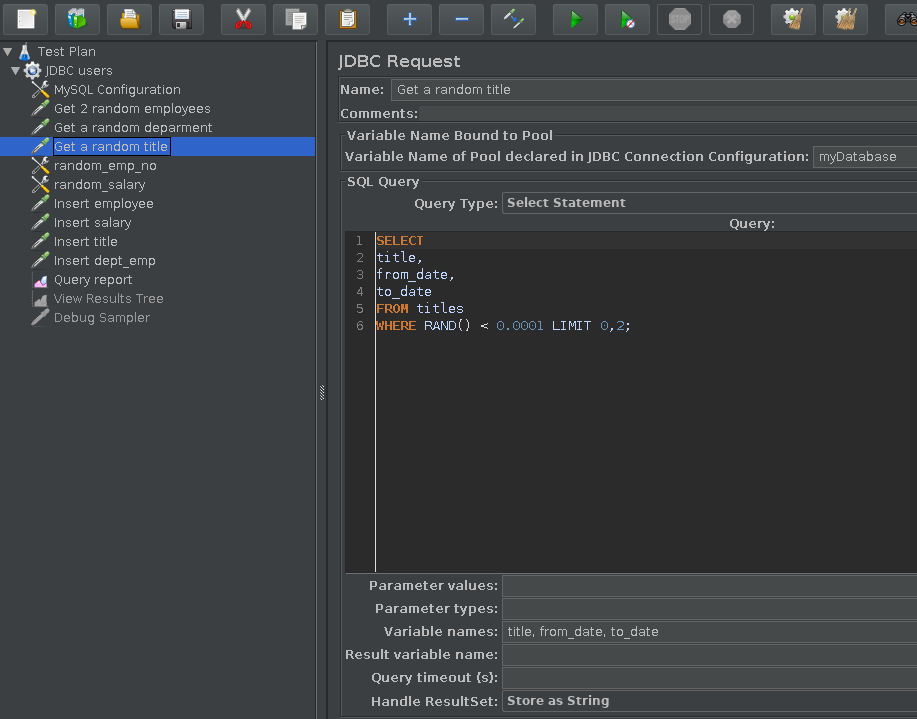 STOP
Test Plan
JDBC users
MySQL Configuration
Get 2 random employees
Get a random deparment
Get a random title
random_emp_no
random_salary
Insert employee
Insert salary
Insert title
Insert dept_emp
Query report
View Results Tree
Debug Sampler
JDBC Request
Name: Get a random title
Comments:
Variable Name Bound to Pool
Variable Name of Pool declared in JDBC Connection Configuration: myDatabase
SQL Query
Query Type: Select Statement
Query:
1 SELECT
2 title,
3 from_date,
4 to_date
5 FROM titles
6 WHERE RAND() < 0.0001 LIMIT 0,2;
Parameter values:
Parameter types:
Variable names: title, from_date, to_date
Result variable name:
Query timeout (s):
Handle ResultSet: Store as String